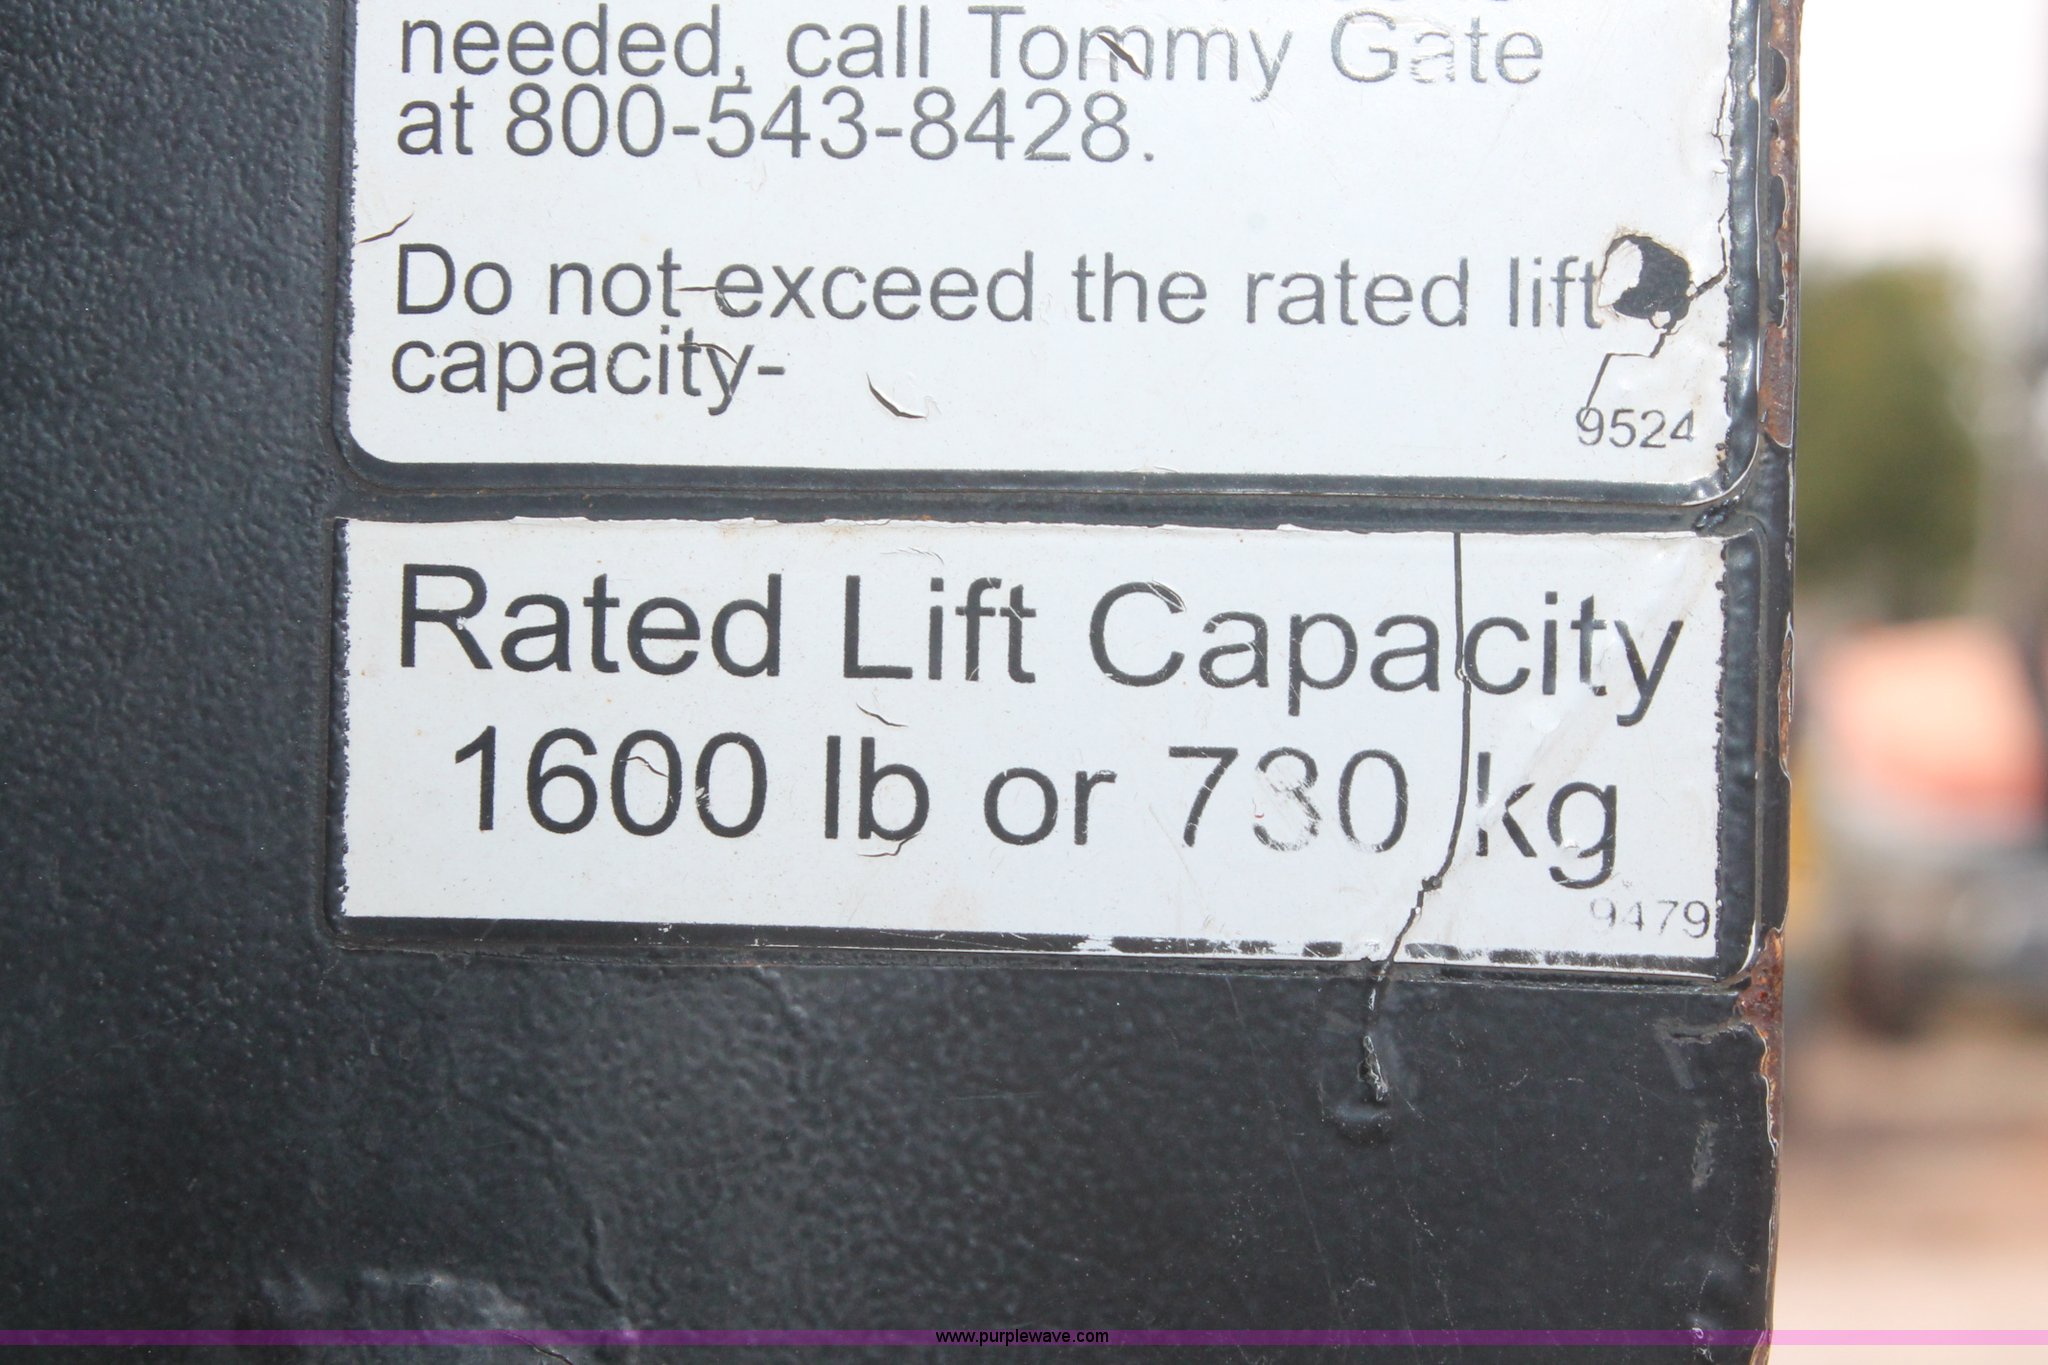 needed, call Tommy Gate
at 800-543-8428.
Do not exceed the rated lift
capacity-
9524
Rated Lift Capacity
1600 lb or 730 kg
9479
www.purplewave.com